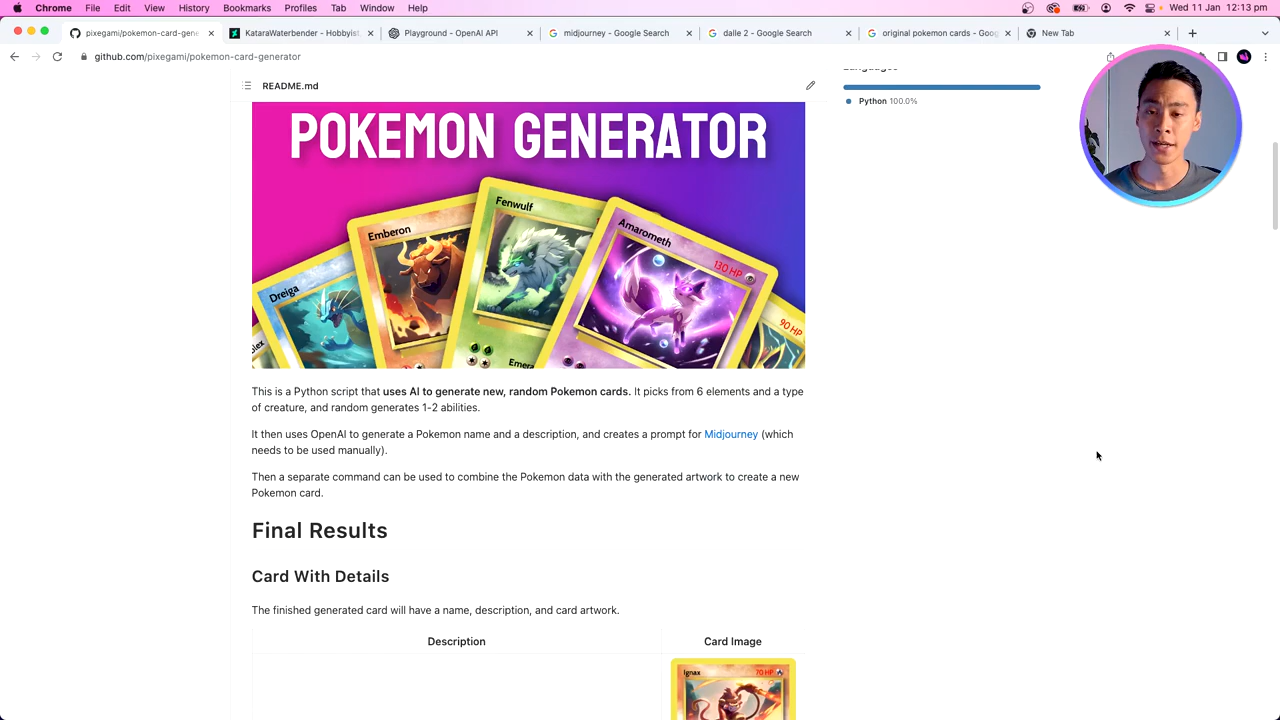 Chrome File Edit View History Bookmarks Profiles Tab Window Help
Wed 11 Jan 12:13 pm
pixegami/pokemon-card-gene
KataraWaterbender - Hobbyist
Playground - OpenAI API
midjourney - Google Search
dalle 2 - Google Search
original pokemon cards - Goog
New Tab
github.com/pixegami/pokemon-card-generator
README.md
Python 100.0%
POKEMON GENERATOR
Dreiga
Emberon
Fenwulf
Amarometh
130 HP
90 HP
This is a Python script that uses AI to generate new, random Pokemon cards. It picks from 6 elements and a type
of creature, and random generates 1-2 abilities.
It then uses OpenAI to generate a Pokemon name and a description, and creates a prompt for Midjourney (which
needs to be used manually).
Then a separate command can be used to combine the Pokemon data with the generated artwork to create a new
Pokemon card.
Final Results
Card With Details
The finished generated card will have a name, description, and card artwork.
Description Card Image
Ignax 70 HP